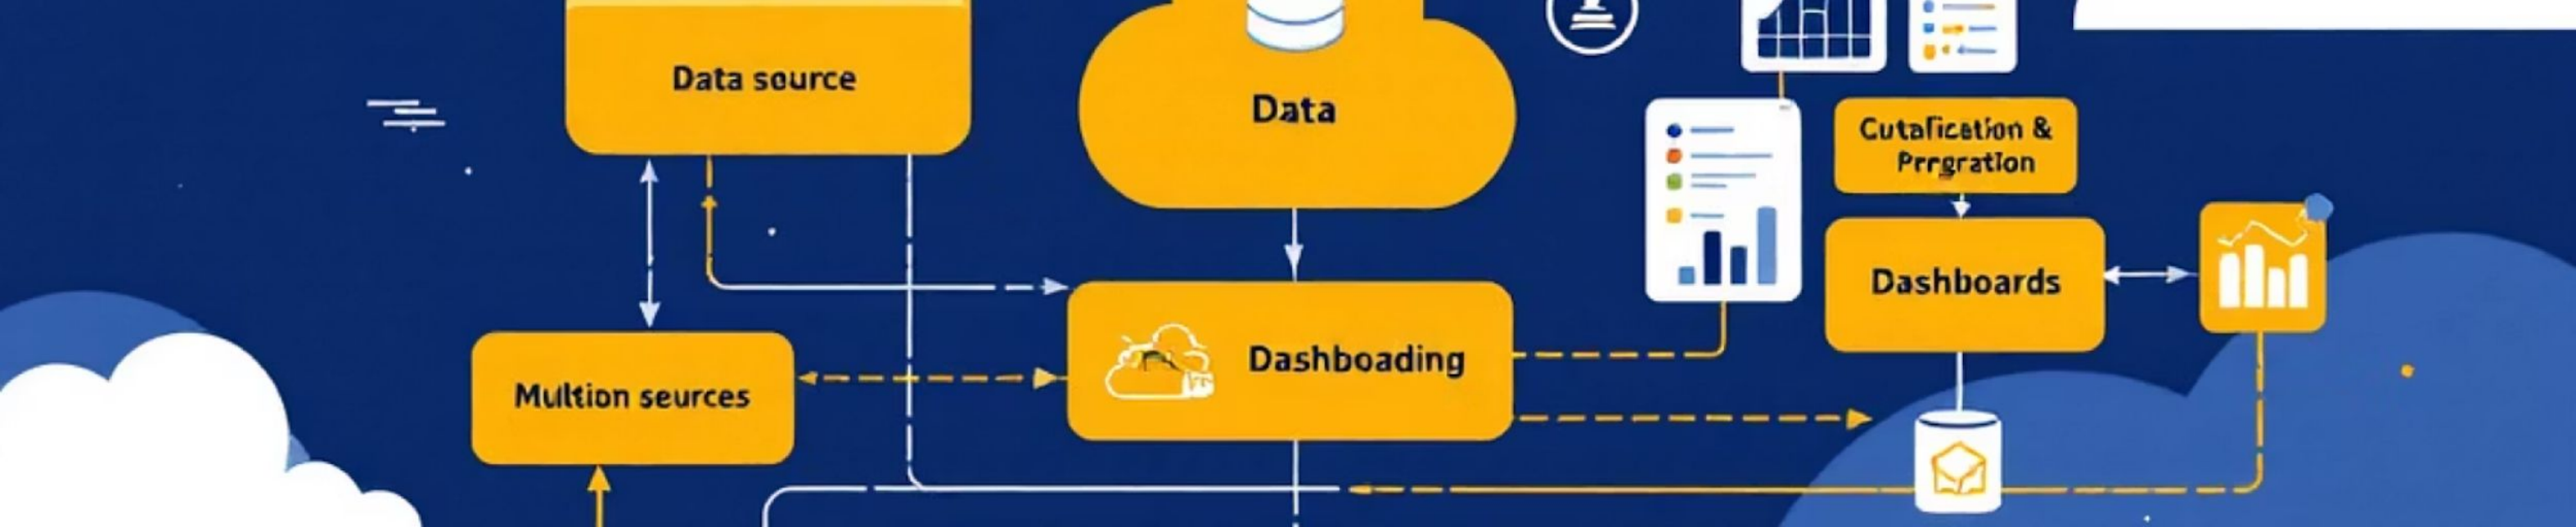 Data source
Data
Cutafication &
Prrgration
Dashboards
Dashboading
Multion seurces